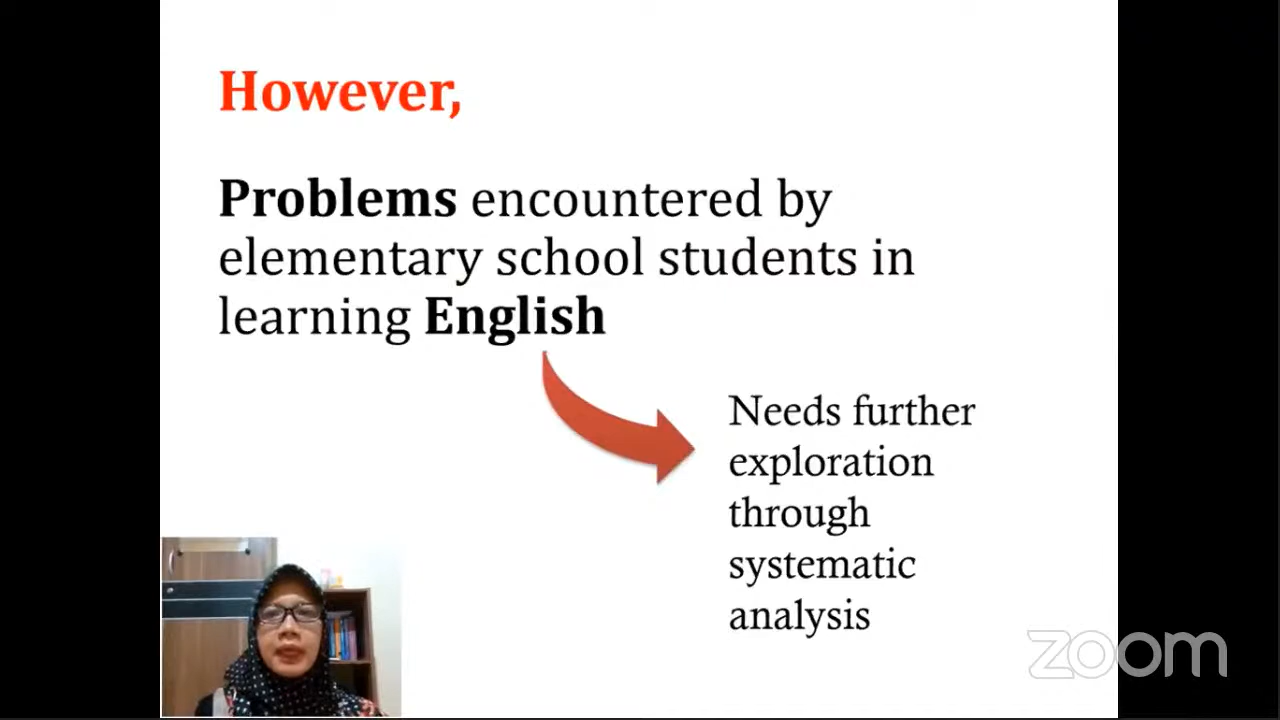 However,
Problems encountered by
elementary school students in
learning English
Needs further
exploration
through
systematic
analysis
zoom